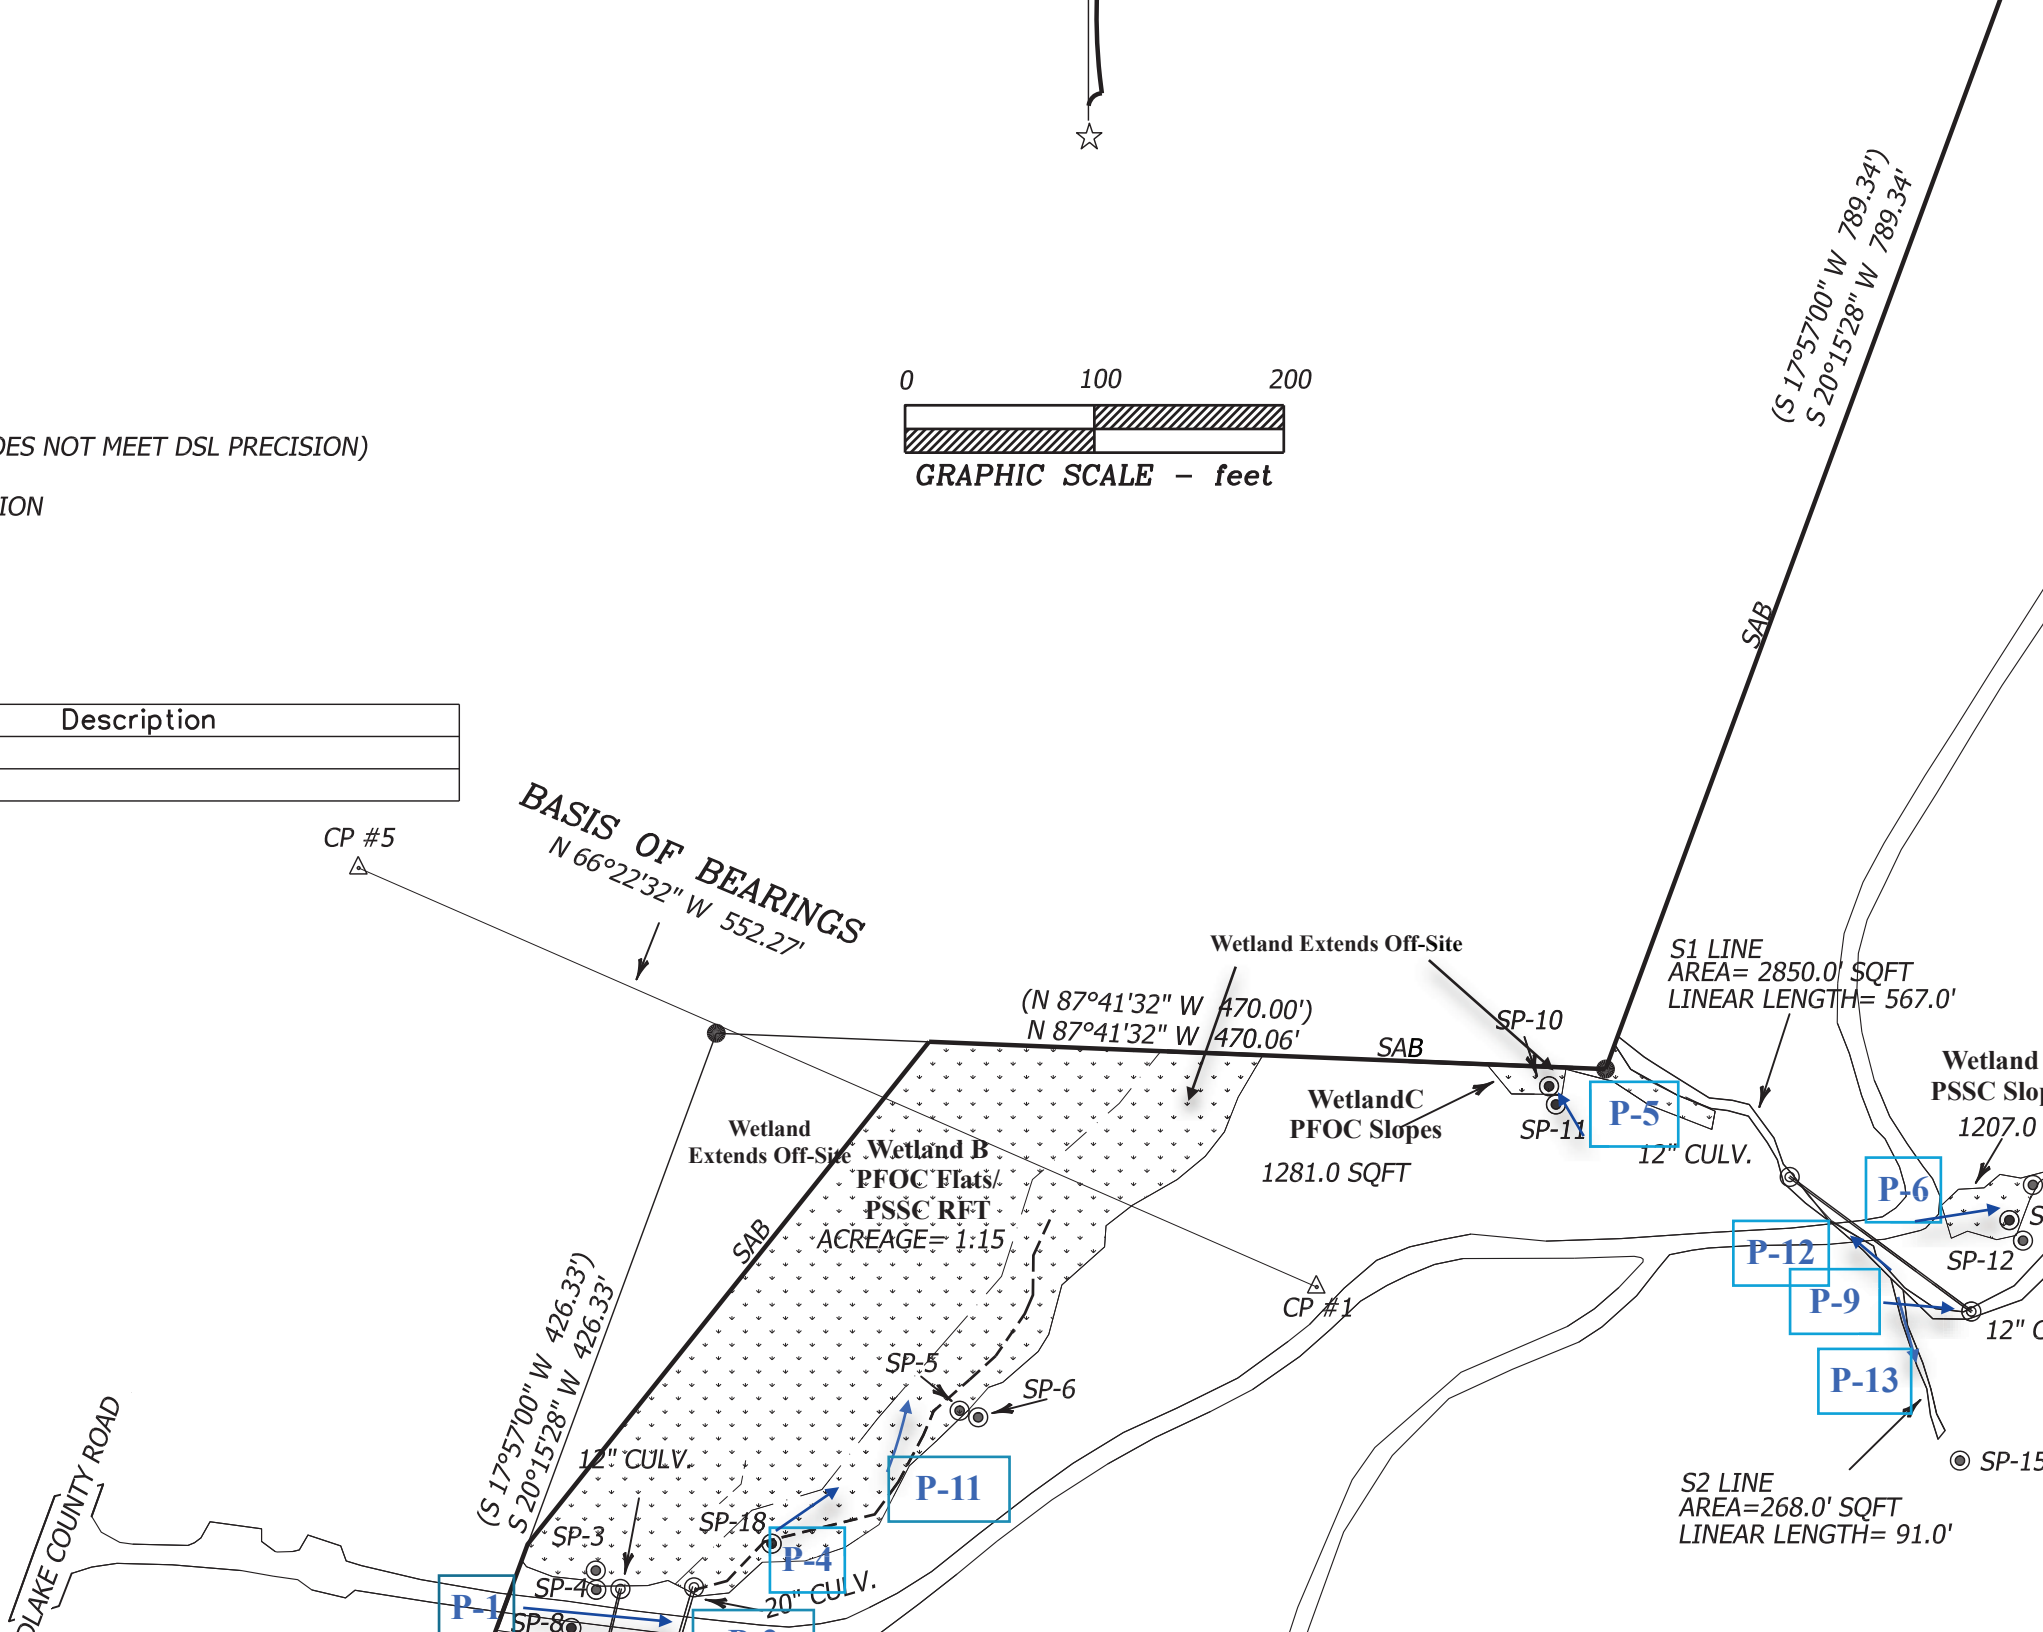 (S 17°57'00" W 789.34')
S 20°15'28" W 789.34'
0 100 200
GRAPHIC SCALE - feet
OES NOT MEET DSL PRECISION)
ION
SAB
Description
BASIS OF BEARINGS
N 66°22'32" W 552.27'
CP #5
Wetland Extends Off-Site
S1 LINE
AREA= 2850.0' SQFT
LINEAR LENGTH= 567.0'
(N 87°41'32" W 470.00')
N 87°41'32" W 470.06'
SAB
SP-10
Wetland
PSSC Slop
1207.0
WetlandC
PFOC Slopes
1281.0 SQFT
SP-11
P-5
12" CULV.
Wetland
Extends Off-Site
Wetland B
PFOC Flats/
PSSC RFT
ACREAGE= 1.15
SAB
P-6
S
SP-12
P-12
P-9
12" C
P-13
CP #1
(S 17°57'00" W 426.33')
S 20°15'28" W 426.33'
SP-5
SP-6
12" CULV.
P-11
SP-15
S2 LINE
AREA=268.0' SQFT
LINEAR LENGTH= 91.0'
OLAKE COUNTY ROAD
SP-18
SP-3
P-4
SP-4
20" CULV.
P-1
SP-8